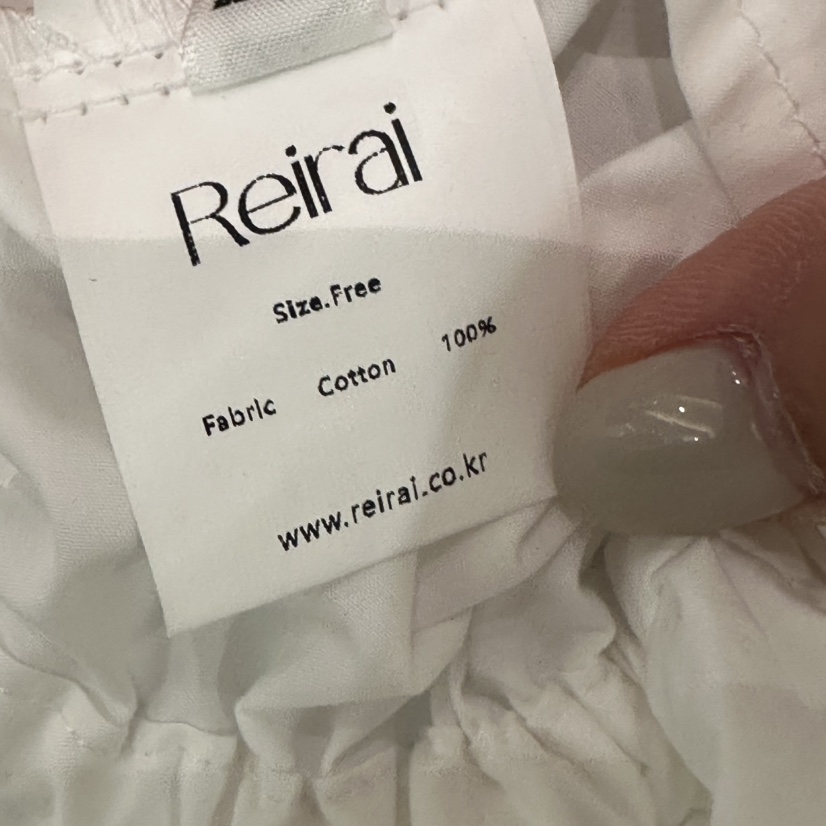 Reirai
Size.Free
Fabric Cotton 100%
www.reirai.co.kr